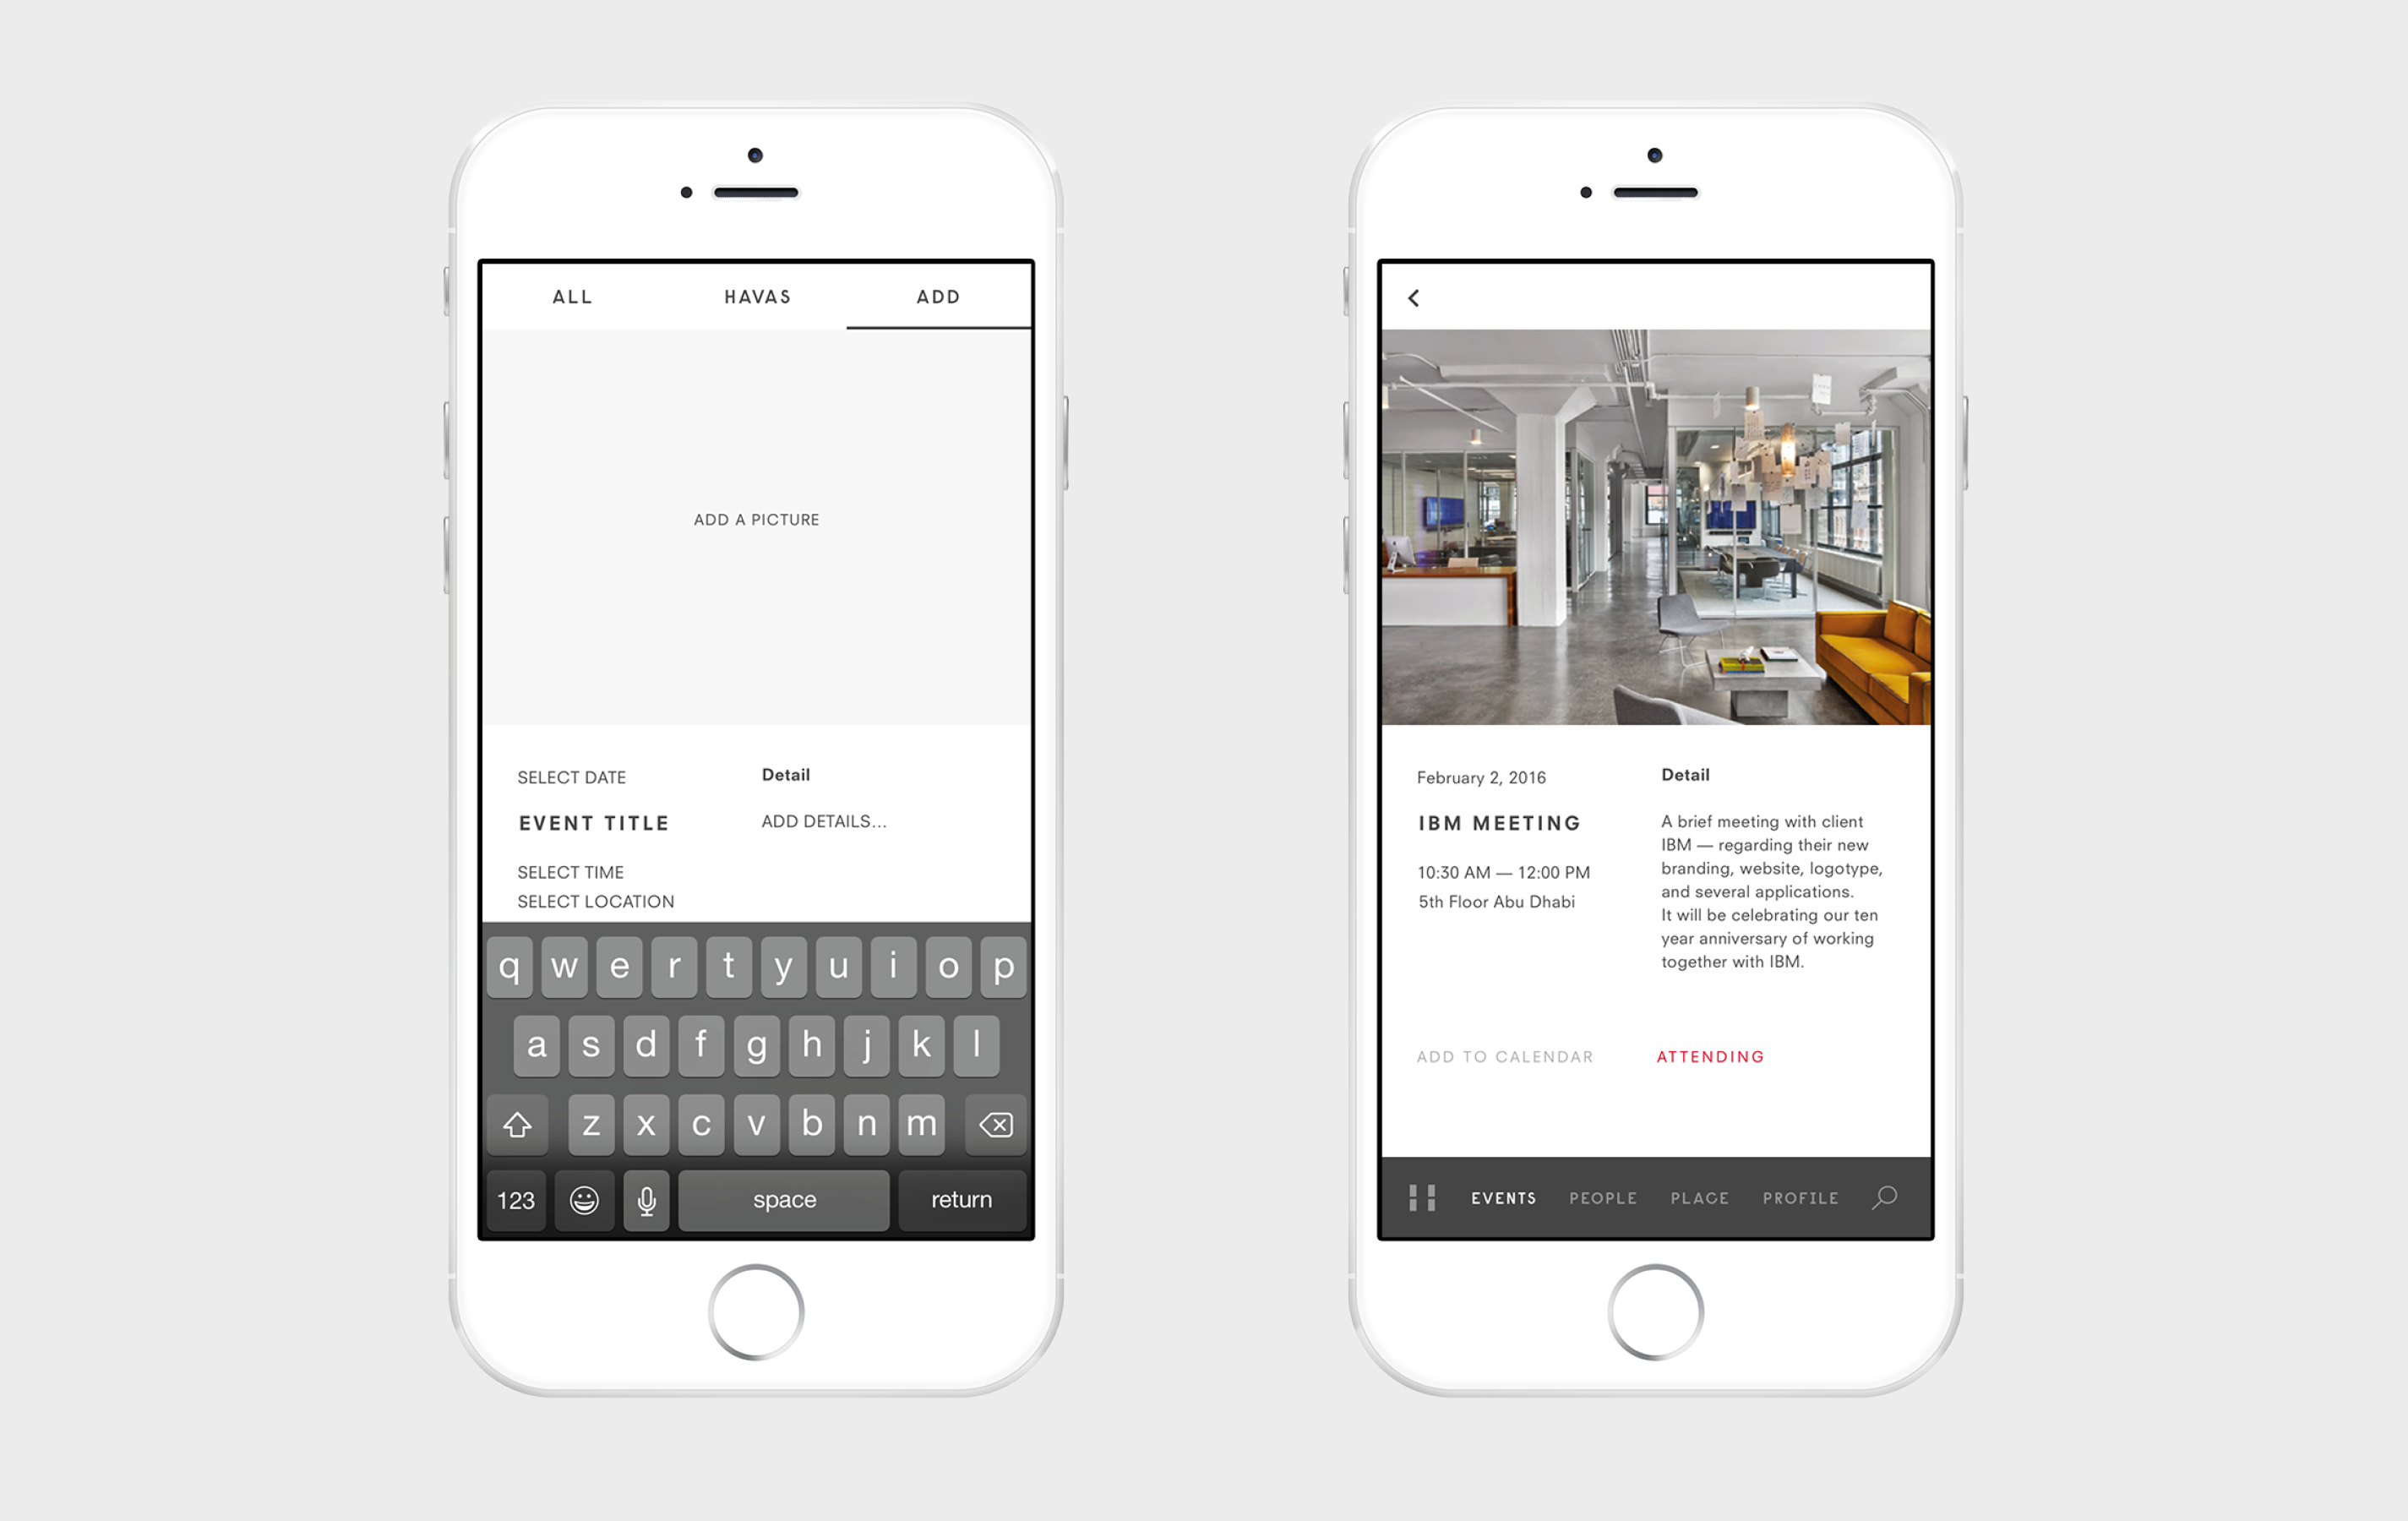 ALL HAVAS ADD
ADD A PICTURE
SELECT DATE
EVENT TITLE
SELECT TIME
SELECT LOCATION
Detail
ADD DETAILS...
q w e r t y u i o p
a s d f g h j k l
z x c v b n m
123 space return
February 2, 2016
IBM MEETING
10:30 AM — 12:00 PM
5th Floor Abu Dhabi
Detail
A brief meeting with client
IBM — regarding their new
branding, website, logotype,
and several applications.
It will be celebrating our ten
year anniversary of working
together with IBM.
ADD TO CALENDAR
ATTENDING
EVENTS PEOPLE PLACE PROFILE